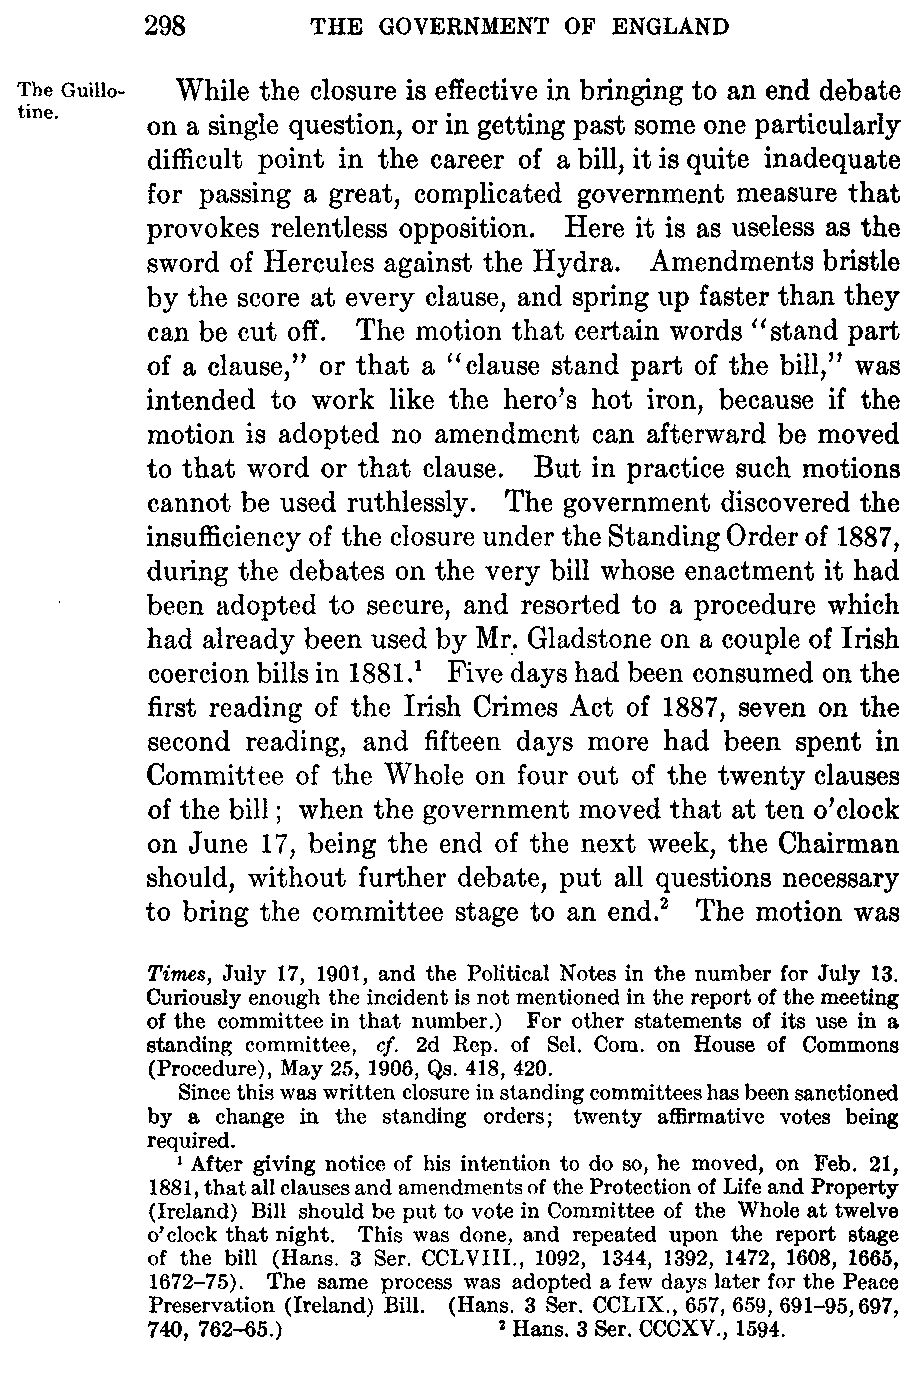 298 THE GOVERNMENT OF ENGLAND
The Guillo-
tine.
While the closure is effective in bringing to an end debate
on a single question, or in getting past some one particularly
difficult point in the career of a bill, it is quite inadequate
for passing a great, complicated government measure that
provokes relentless opposition. Here it is as useless as the
sword of Hercules against the Hydra. Amendments bristle
by the score at every clause, and spring up faster than they
can be cut off. The motion that certain words "stand part
of a clause," or that a "clause stand part of the bill," was
intended to work like the hero's hot iron, because if the
motion is adopted no amendment can afterward be moved
to that word or that clause. But in practice such motions
cannot be used ruthlessly. The government discovered the
insufficiency of the closure under the Standing Order of 1887,
during the debates on the very bill whose enactment it had
been adopted to secure, and resorted to a procedure which
had already been used by Mr. Gladstone on a couple of Irish
coercion bills in 1881.¹ Five days had been consumed on the
first reading of the Irish Crimes Act of 1887, seven on the
second reading, and fifteen days more had been spent in
Committee of the Whole on four out of the twenty clauses
of the bill; when the government moved that at ten o'clock
on June 17, being the end of the next week, the Chairman
should, without further debate, put all questions necessary
to bring the committee stage to an end.² The motion was
Times, July 17, 1901, and the Political Notes in the number for July 13.
Curiously enough the incident is not mentioned in the report of the meeting
of the committee in that number.) For other statements of its use in a
standing committee, cf. 2d Rep. of Sel. Com. on House of Commons
(Procedure), May 25, 1906, Qs. 418, 420.
Since this was written closure in standing committees has been sanctioned
by a change in the standing orders; twenty affirmative votes being
required.
¹ After giving notice of his intention to do so, he moved, on Feb. 21,
1881, that all clauses and amendments of the Protection of Life and Property
(Ireland) Bill should be put to vote in Committee of the Whole at twelve
o'clock that night. This was done, and repeated upon the report stage
of the bill (Hans. 3 Ser. CCLVIII., 1092, 1344, 1392, 1472, 1608, 1665,
1672–75). The same process was adopted a few days later for the Peace
Preservation (Ireland) Bill. (Hans. 3 Ser. CCLIX., 657, 659, 691–95, 697,
740, 762–65.) ² Hans. 3 Ser. CCCXV., 1594.